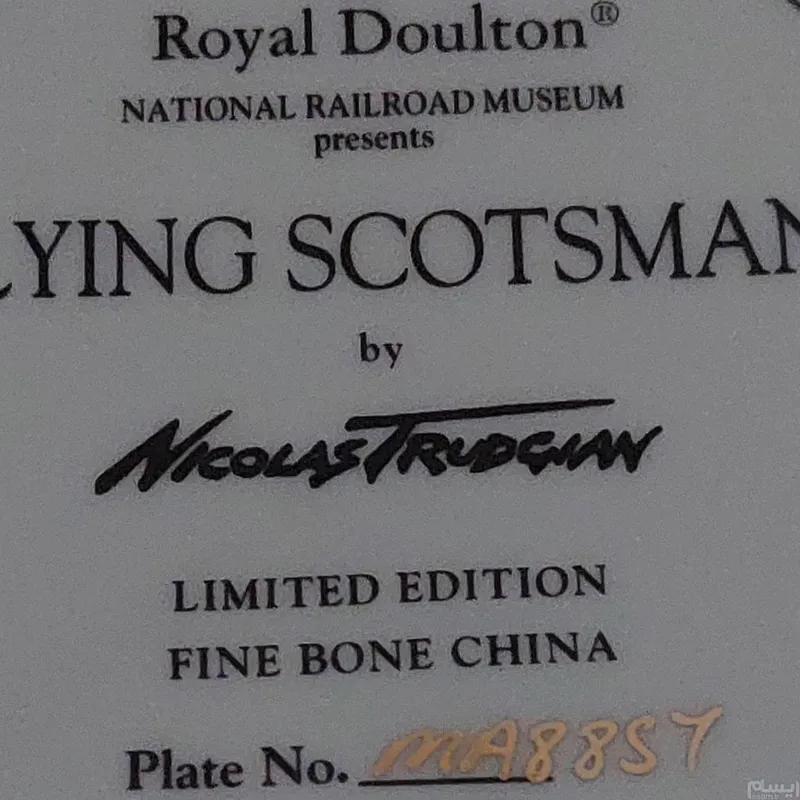 Royal Doulton®
NATIONAL RAILROAD MUSEUM
presents
LYING SCOTSMAN
by
NICOLAS TRUDGIAN
LIMITED EDITION
FINE BONE CHINA
Plate No. MA8857
ایسام